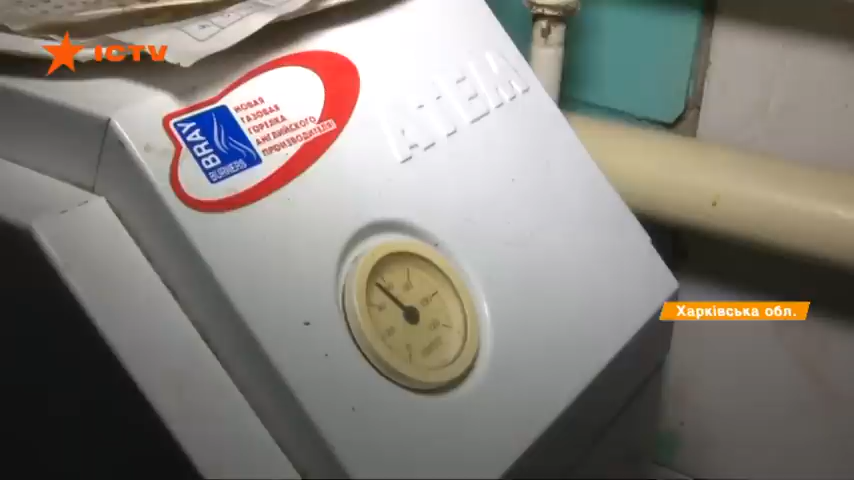 ICTV
НОВАЯ
ГАЗОВАЯ
ГОРЕЛКА
АНГЛИЙСКОГО
ПРОИЗВОДИТЕЛЯ!
BRAY
BURNERS
ATEM
Харківська обл.